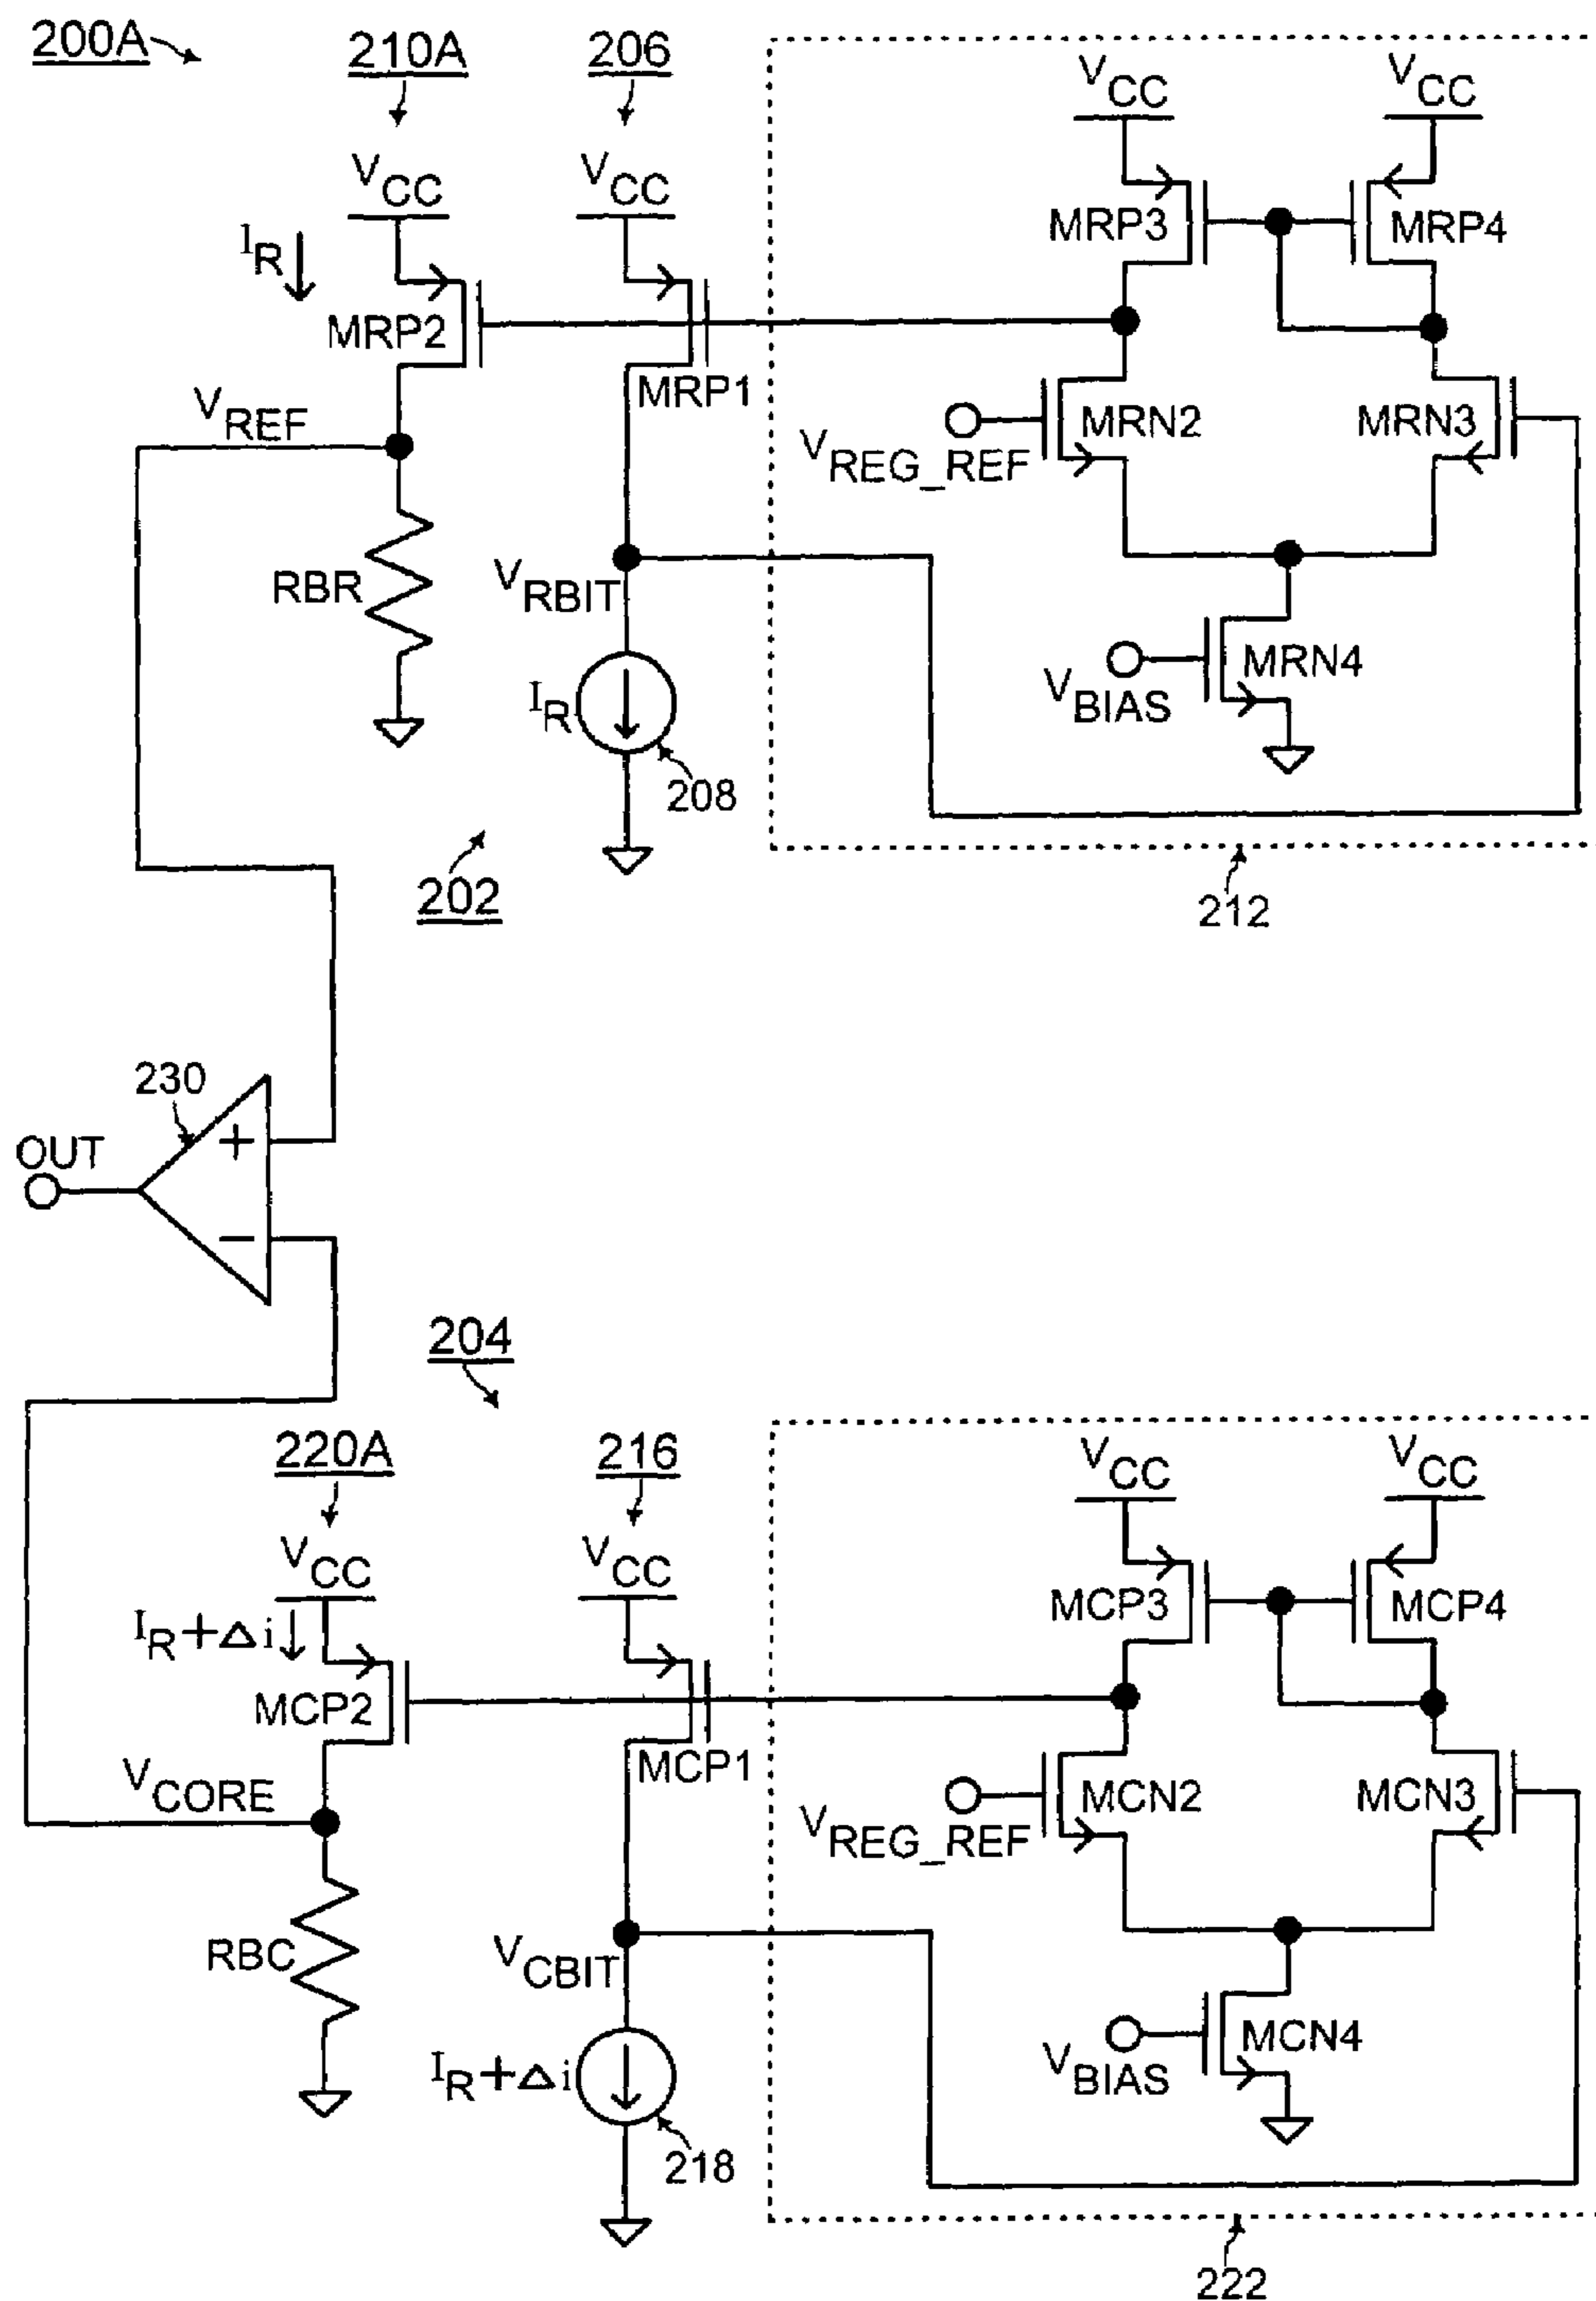 200A
210A
206
VCC
VCC
VCC
VCC
IR
MRP3
MRP4
MRP2
MRP1
VREF
MRN2
MRN3
VREG_REF
RBR
VRBIT
MRN4
IR
VBIAS
208
202
212
230
+
OUT
−
204
220A
216
VCC
VCC
VCC
VCC
IR+Δi
MCP3
MCP4
MCP2
MCP1
VCORE
MCN2
MCN3
VREG_REF
RBC
VCBIT
MCN4
IR+Δi
VBIAS
218
222